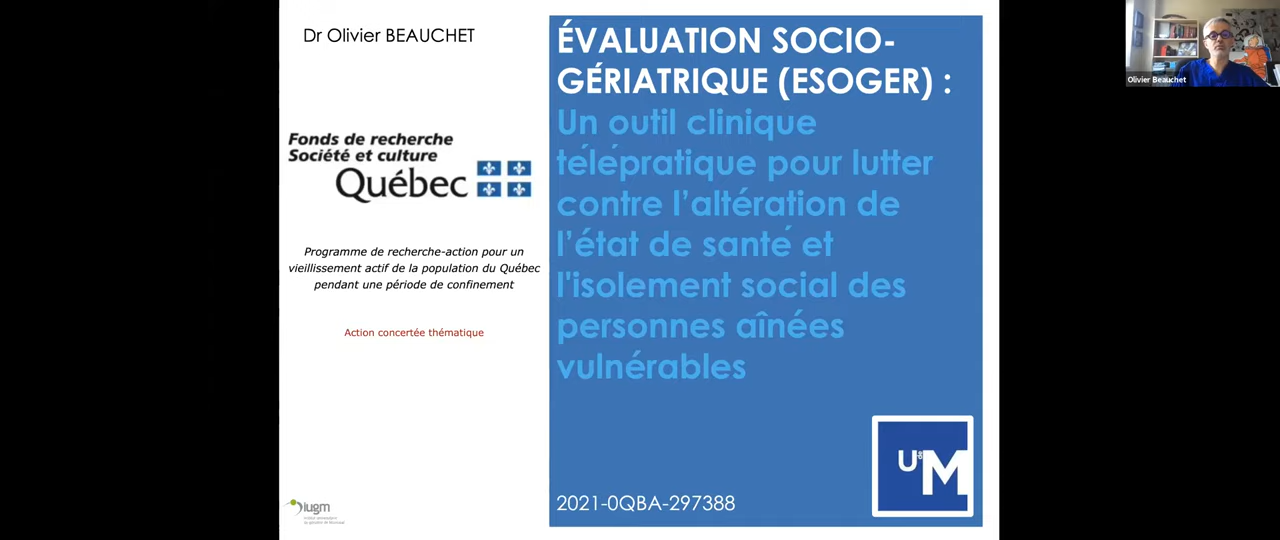 Dr Olivier BEAUCHET
Fonds de recherche
Société et culture
Québec
Programme de recherche-action pour un
vieillissement actif de la population du Québec
pendant une période de confinement
Action concertée thématique
iugm
ÉVALUATION SOCIO-
GÉRIATRIQUE (ESOGER) :
Un outil clinique
télépratique pour lutter
contre l’altération de
l’état de santé et
l'isolement social des
personnes aînées
vulnérables
2021-0QBA-297388
U de M
Olivier Beauchet